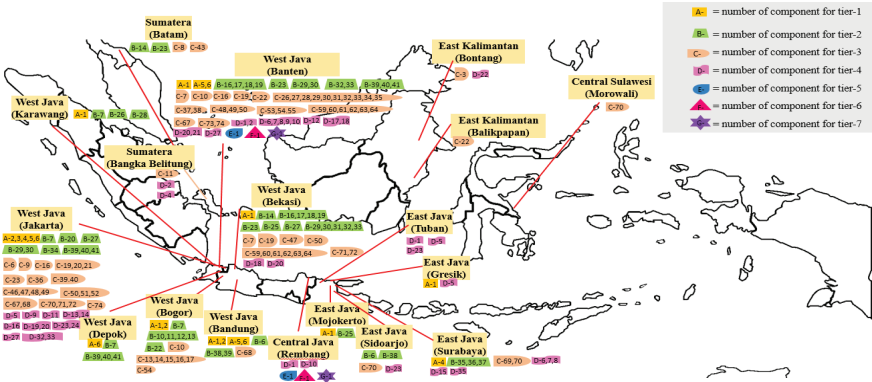 Sumatera
(Batam)
B-14 B-23 C-8 C-43
West Java
(Banten)
A-1 A-5,6 B-16,17,18,19 B-25 B-29,30 B-32,33 B-39,40,41
C-7 C-10 C-16 C-19 C-22 C-26,27,28,29,30,31,32,33,34,35
C-37,38 C-48,49,50 C-53,54,55 C-59,60,61,62,63,64
C-67 C-73,74 D-1,2 D-6,7,8,9,10 D-12 D-17,18
D-20,21 D-27 E-1
East Kalimantan
(Bontang)
C-3 D-22
Central Sulawesi
(Morowali)
C-70
A- = number of component for tier-1
B- = number of component for tier-2
C- = number of component for tier-3
D- = number of component for tier-4
E- = number of component for tier-5
F- = number of component for tier-6
G- = number of component for tier-7
West Java
(Karawang)
A-1 B-7 B-26 B-28
East Kalimantan
(Balikpapan)
C-22
Sumatera
(Bangka Belitung)
C-11
D-2
D-4
West Java
(Bekasi)
A-1 B-14 B-16,17,18,19
B-23 B-25 B-27 B-29,30,31,32,33
C-7 C-19 C-47 C-50
C-59,60,61,62,63,64 C-71,72
D-18 D-20
West Java
(Jakarta)
A-2,3,4,5,6 B-7 B-20 B-27
B-29,30 B-34 B-39,40,41
C-6 C-9 C-16 C-19,20,21
C-23 C-36 C-39.40
C-46,47,48,49 C-50,51,52
C-67,68 C-70,71,72 C-74
D-5 D-9 D-11 D-13,14
D-16 D-19,20 D-23,24
D-27 D-32,33
East Java
(Tuban)
D-1 D-5
D-23
East Java
(Gresik)
A-1 D-5
West Java
(Depok)
A-6 B-7
B-39,40,41
West Java
(Bogor)
A-1,2 B-7
B-10,11,12,13
B-22 C-10
C-13,14,15,16,17
C-54
West Java
(Bandung)
A-1,2 A-5,6 B-6
B-38,39 C-68
Central Java
(Rembang)
D-1 D-10
E-1
East Java
(Mojokerto)
A-1 B-25
East Java
(Sidoarjo)
B-6 B-38
C-70 D-23
East Java
(Surabaya)
A-4 B-35,36,37 C-69,70 D-6,7,8
D-15 D-35